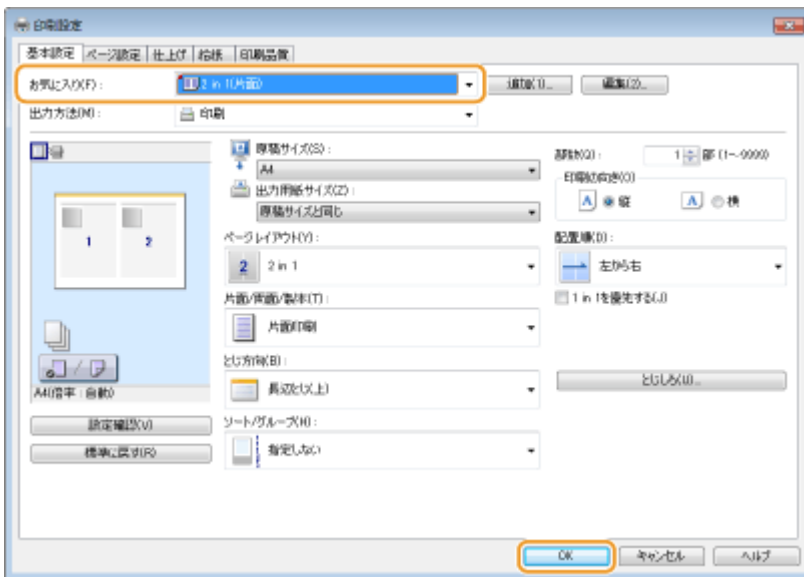 印刷設定
基本設定 ページ設定 仕上げ 給紙 印刷品質
お気に入り(F): 2 in 1(片面) 追加(1)... 編集(2)...
出力方法(M): 印刷
原稿サイズ(S):
A4
出力用紙サイズ(Z):
原稿サイズと同じ
部数(Q): 1 部 (1~9999)
印刷の向き(O)
A 縦 A 横
1 2
ページレイアウト(Y):
2 2 in 1
配置順(D):
左から右
片面/両面/製本(T):
片面印刷
1 in 1を優先する(J)
とじ方向(B):
長辺とじ(上)
とじしろ(U)...
A4(倍率:自動)
設定確認(V)
標準に戻す(R)
ソート/グループ(H):
指定しない
OK キャンセル ヘルプ